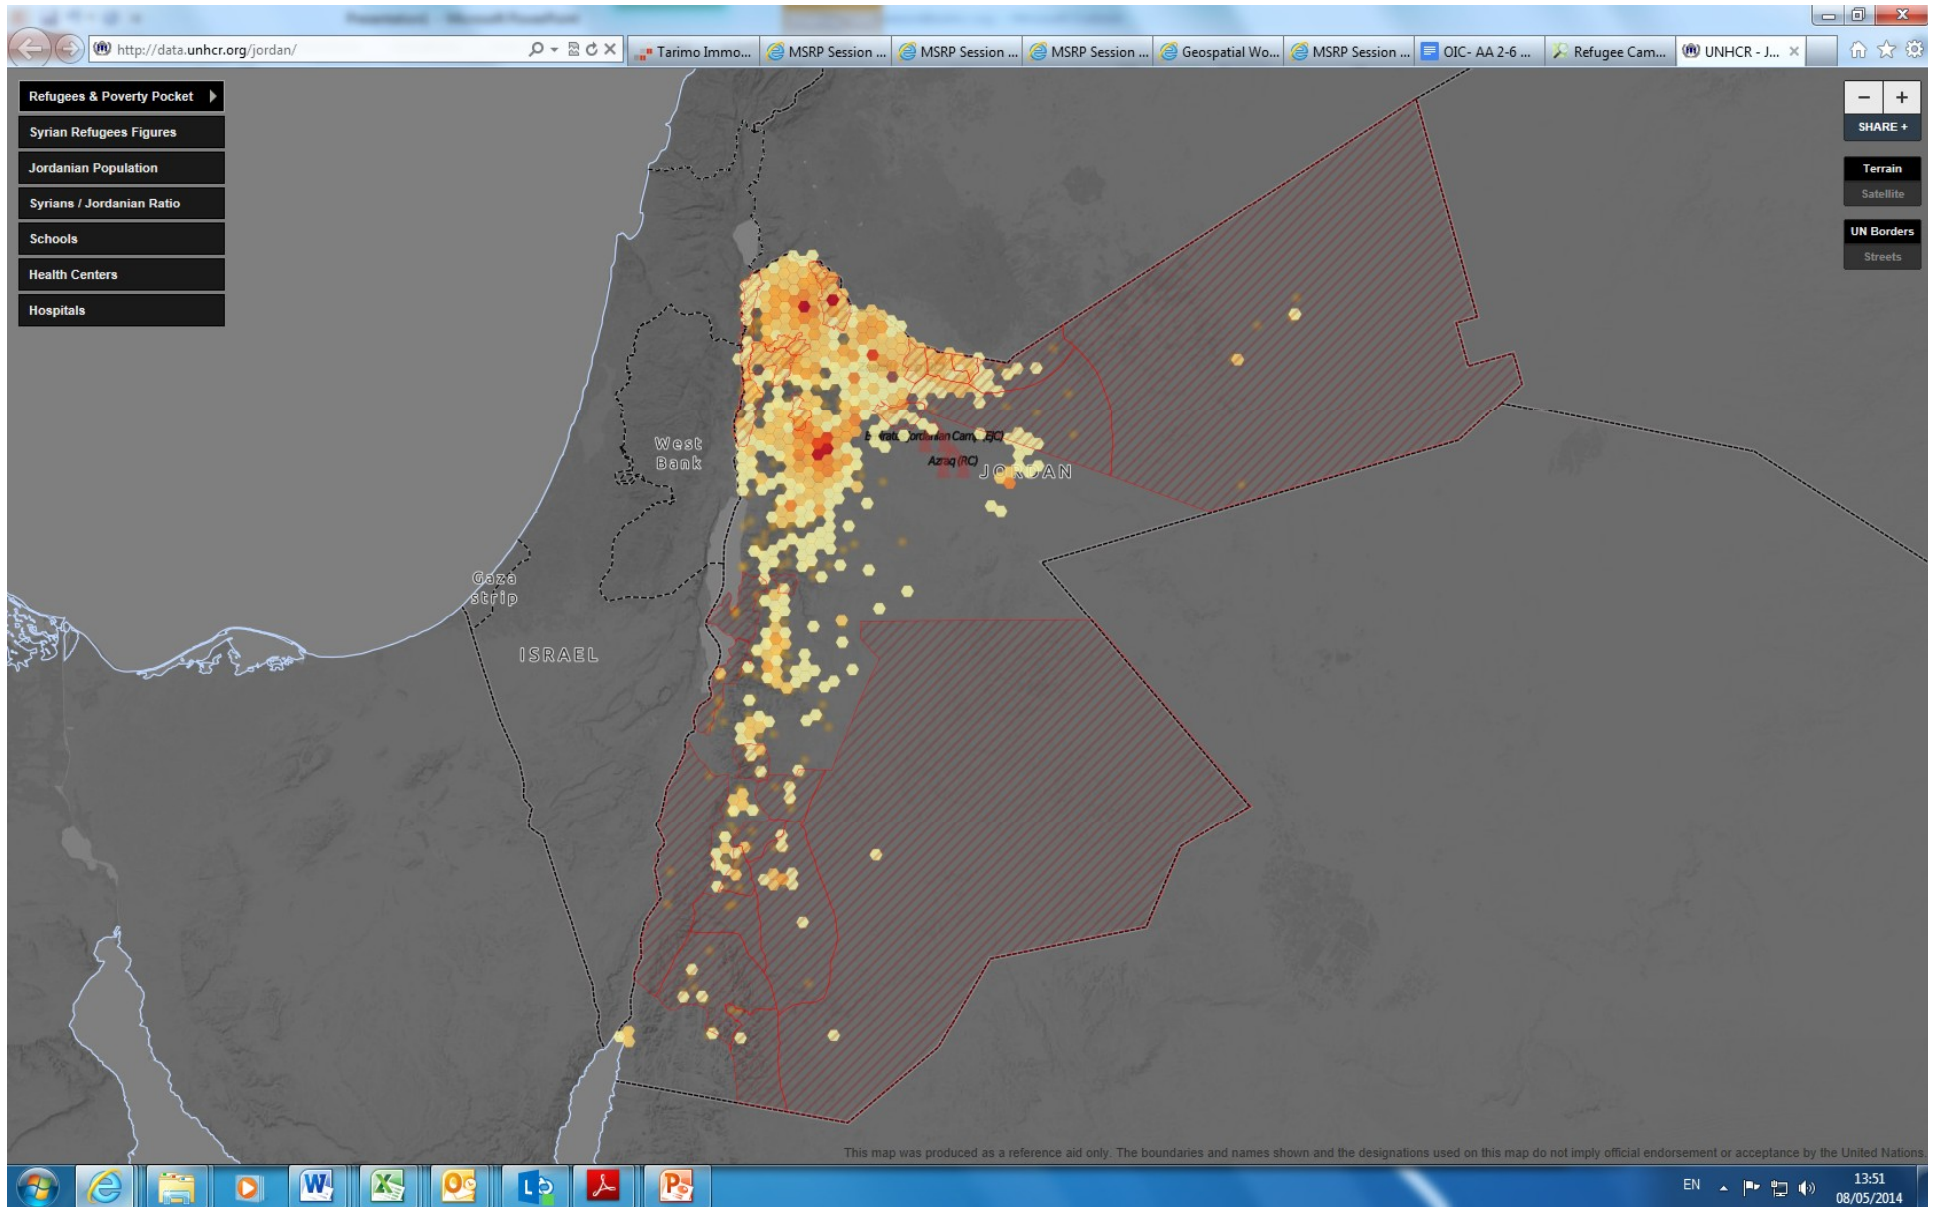 http://data.unhcr.org/jordan/
Tarimo Immo...
MSRP Session ...
MSRP Session ...
MSRP Session ...
Geospatial Wo...
MSRP Session ...
OIC- AA 2-6 ...
Refugee Cam...
UNHCR - J...
Refugees & Poverty Pocket
Syrian Refugees Figures
Jordanian Population
Syrians / Jordanian Ratio
Schools
Health Centers
Hospitals
− +
SHARE +
Terrain
Satellite
UN Borders
Streets
West
Bank
Jordanian Camp (EJC)
Azraq (RC)
JORDAN
Gaza
strip
ISRAEL
This map was produced as a reference aid only. The boundaries and names shown and the designations used on this map do not imply official endorsement or acceptance by the United Nations.
EN
13:51
08/05/2014